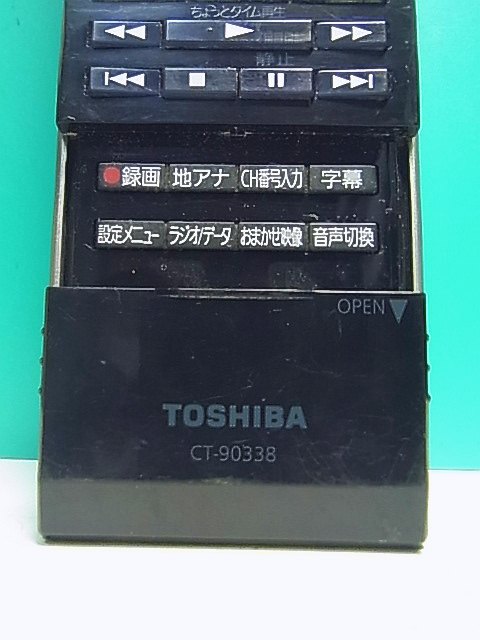 ちょっとタイム再生
静止
録画 地アナ CH番号入力 字幕
設定メニュー ラジオ/データ おまかせ映像 音声切換
OPEN
TOSHIBA
CT-90338